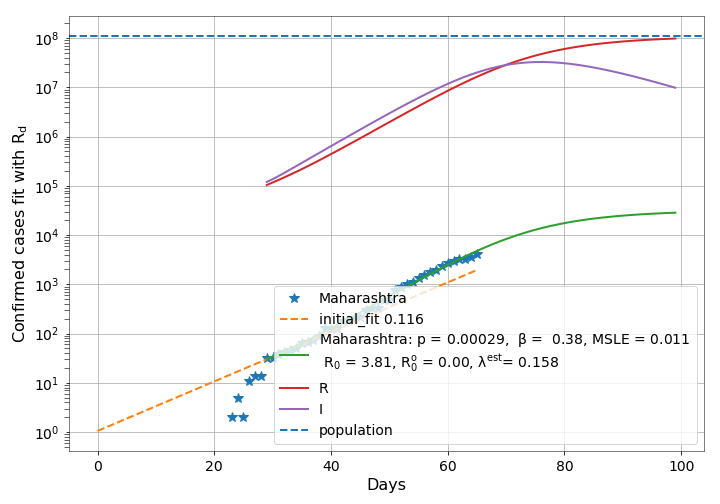 Confirmed cases fit with R_d
10⁸
10⁷
10⁶
10⁵
10⁴
10³
10²
10¹
10⁰
Maharashtra
initial_fit 0.116
Maharashtra: p = 0.00029, β = 0.38, MSLE = 0.011
R₀ = 3.81, R₀ᵒ = 0.00, λᵉˢᵗ= 0.158
R
I
population
0 20 40 60 80 100
Days